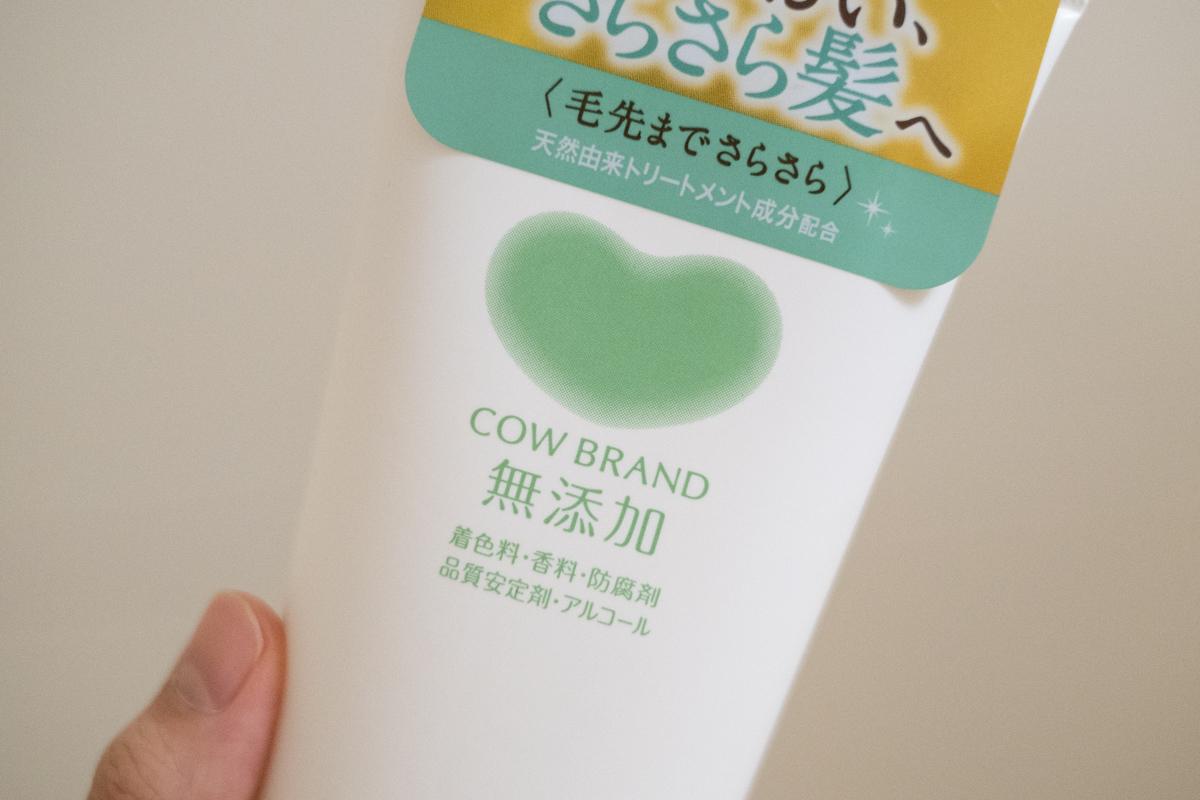 さらさら髪へ
〈毛先までさらさら〉
天然由来トリートメント成分配合
COW BRAND
無添加
着色料・香料・防腐剤
品質安定剤・アルコール